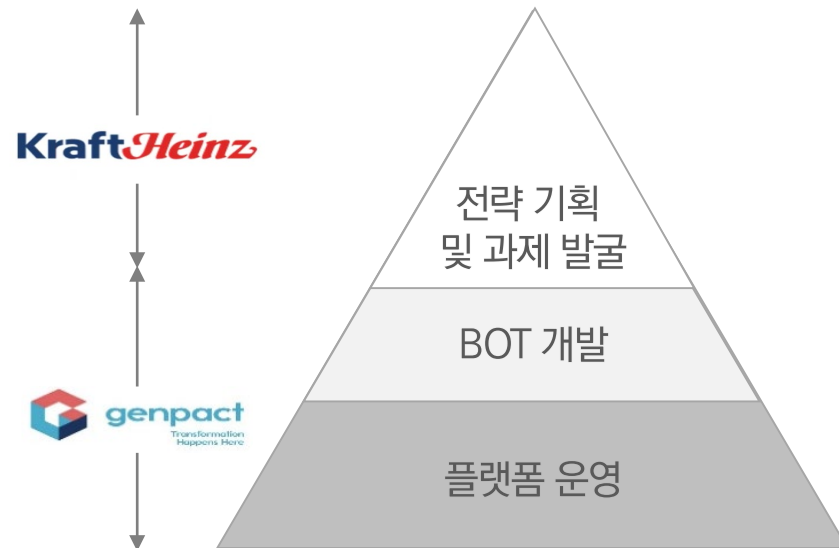 KraftHeinz
전략 기획
및 과제 발굴
BOT 개발
genpact
Transformation
Happens Here
플랫폼 운영